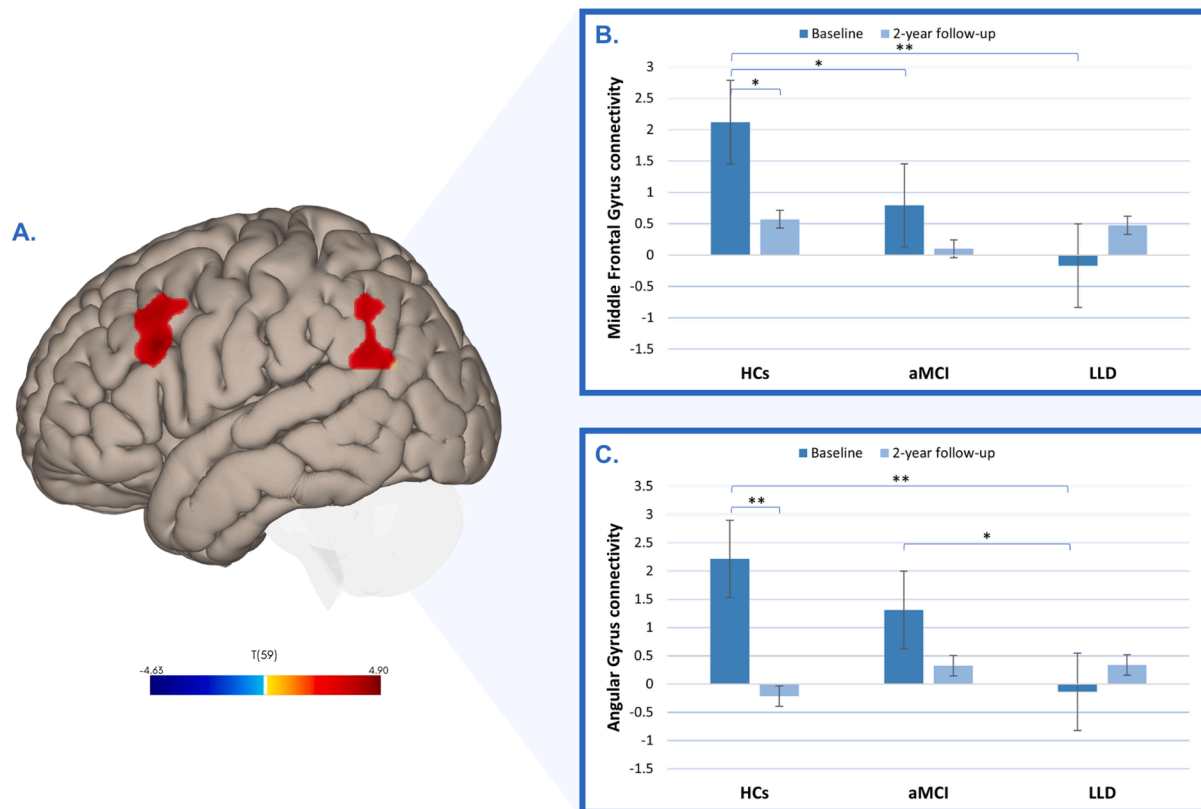 A.
T(59)
-4.65 4.90
B.
Baseline 2-year follow-up
**
*
*
Middle Frontal Gyrus connectivity
3
2.5
2
1.5
1
0.5
0
-0.5
-1
-1.5
HCs aMCI LLD
C.
Baseline 2-year follow-up
**
**
*
Angular Gyrus connectivity
3.5
3
2.5
2
1.5
1
0.5
0
-0.5
-1
-1.5
HCs aMCI LLD